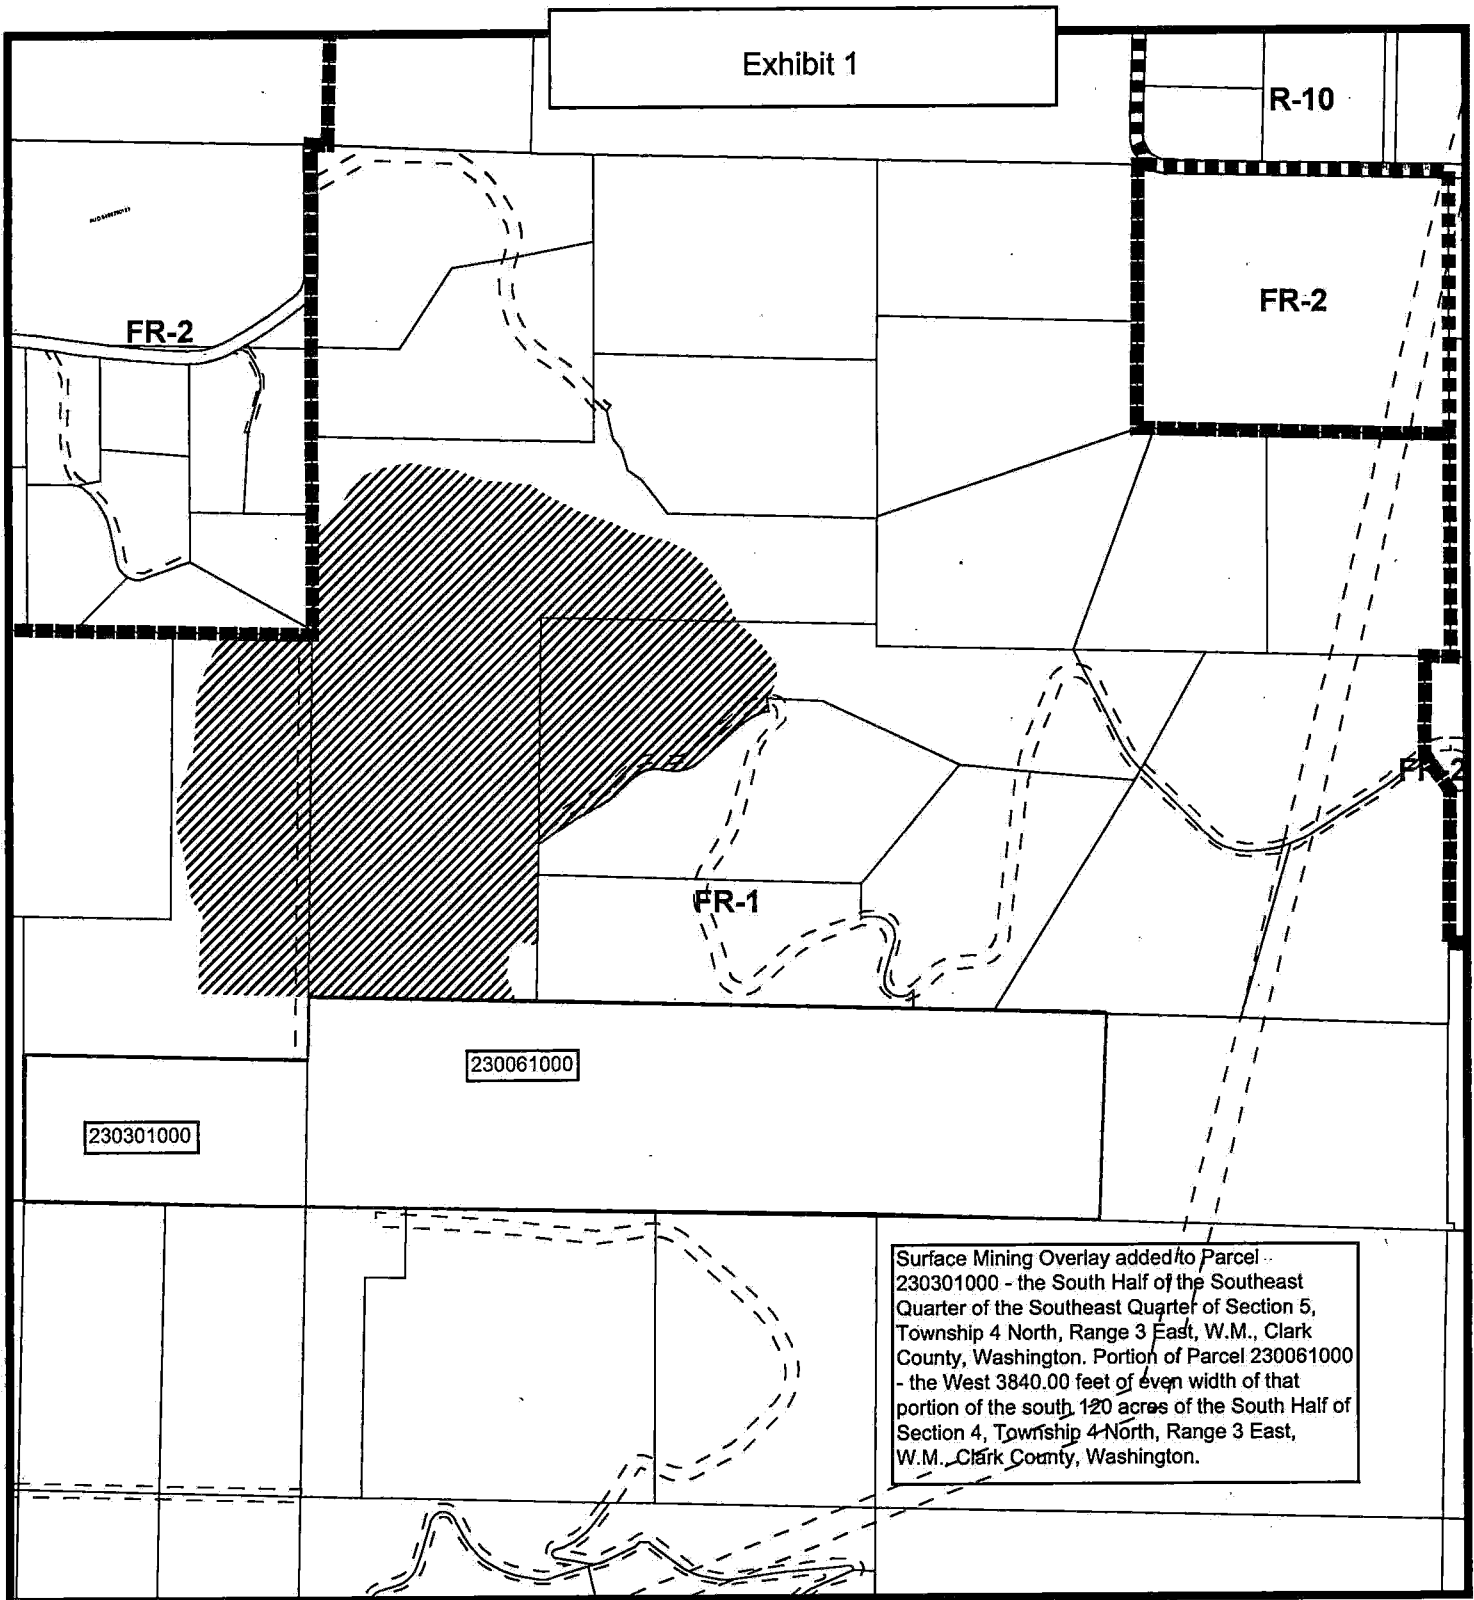 Exhibit 1
R-10
FR-2
FR-2
FR-2
FR-1
230061000
230301000
Surface Mining Overlay added to Parcel
230301000 - the South Half of the Southeast
Quarter of the Southeast Quarter of Section 5,
Township 4 North, Range 3 East, W.M., Clark
County, Washington. Portion of Parcel 230061000
- the West 3840.00 feet of even width of that
portion of the south 120 acres of the South Half of
Section 4, Township 4 North, Range 3 East,
W.M., Clark County, Washington.